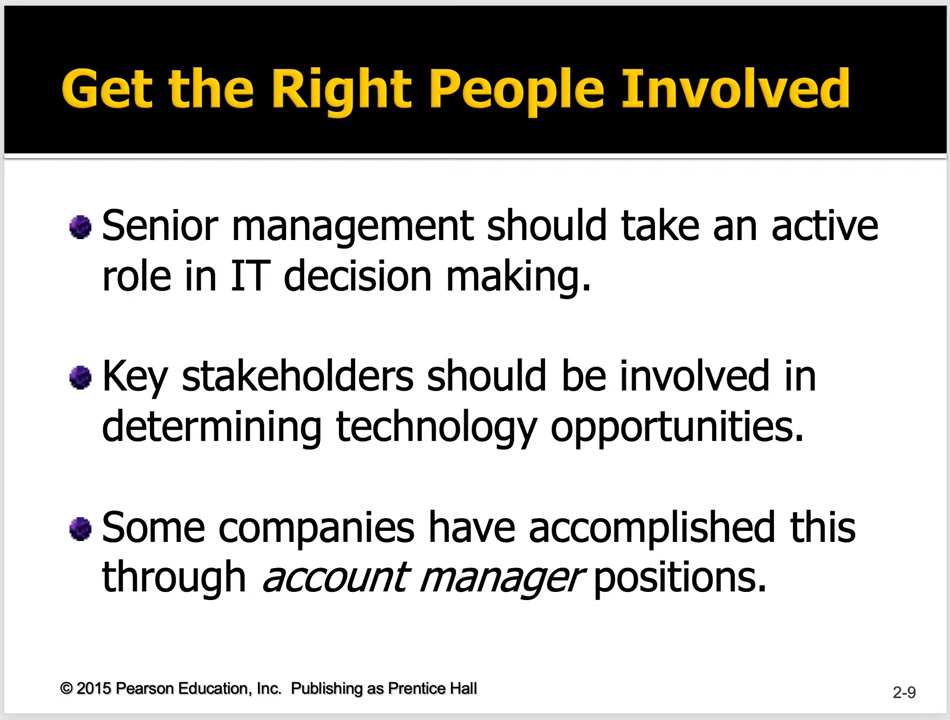 Get the Right People Involved
Senior management should take an active
role in IT decision making.
Key stakeholders should be involved in
determining technology opportunities.
Some companies have accomplished this
through account manager positions.
© 2015 Pearson Education, Inc.  Publishing as Prentice Hall
2-9